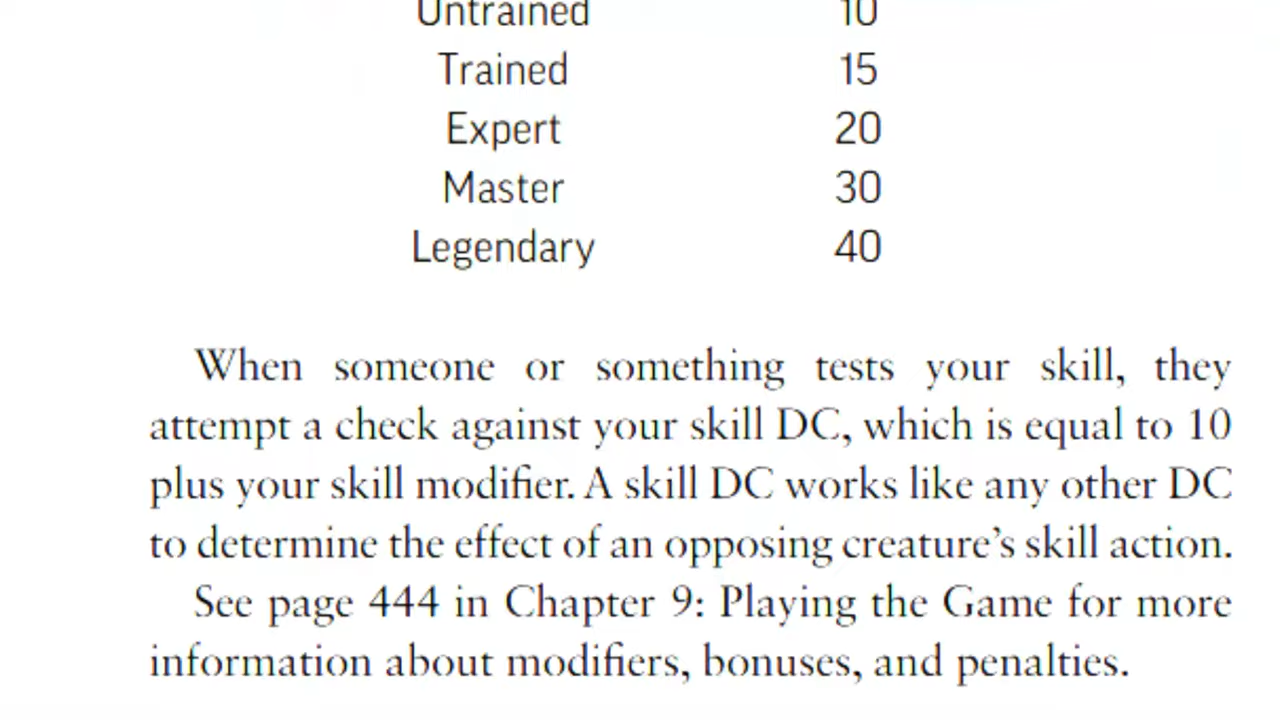 Untrained 10
Trained 15
Expert 20
Master 30
Legendary 40
When someone or something tests your skill, they
attempt a check against your skill DC, which is equal to 10
plus your skill modifier. A skill DC works like any other DC
to determine the effect of an opposing creature’s skill action.
See page 444 in Chapter 9: Playing the Game for more
information about modifiers, bonuses, and penalties.